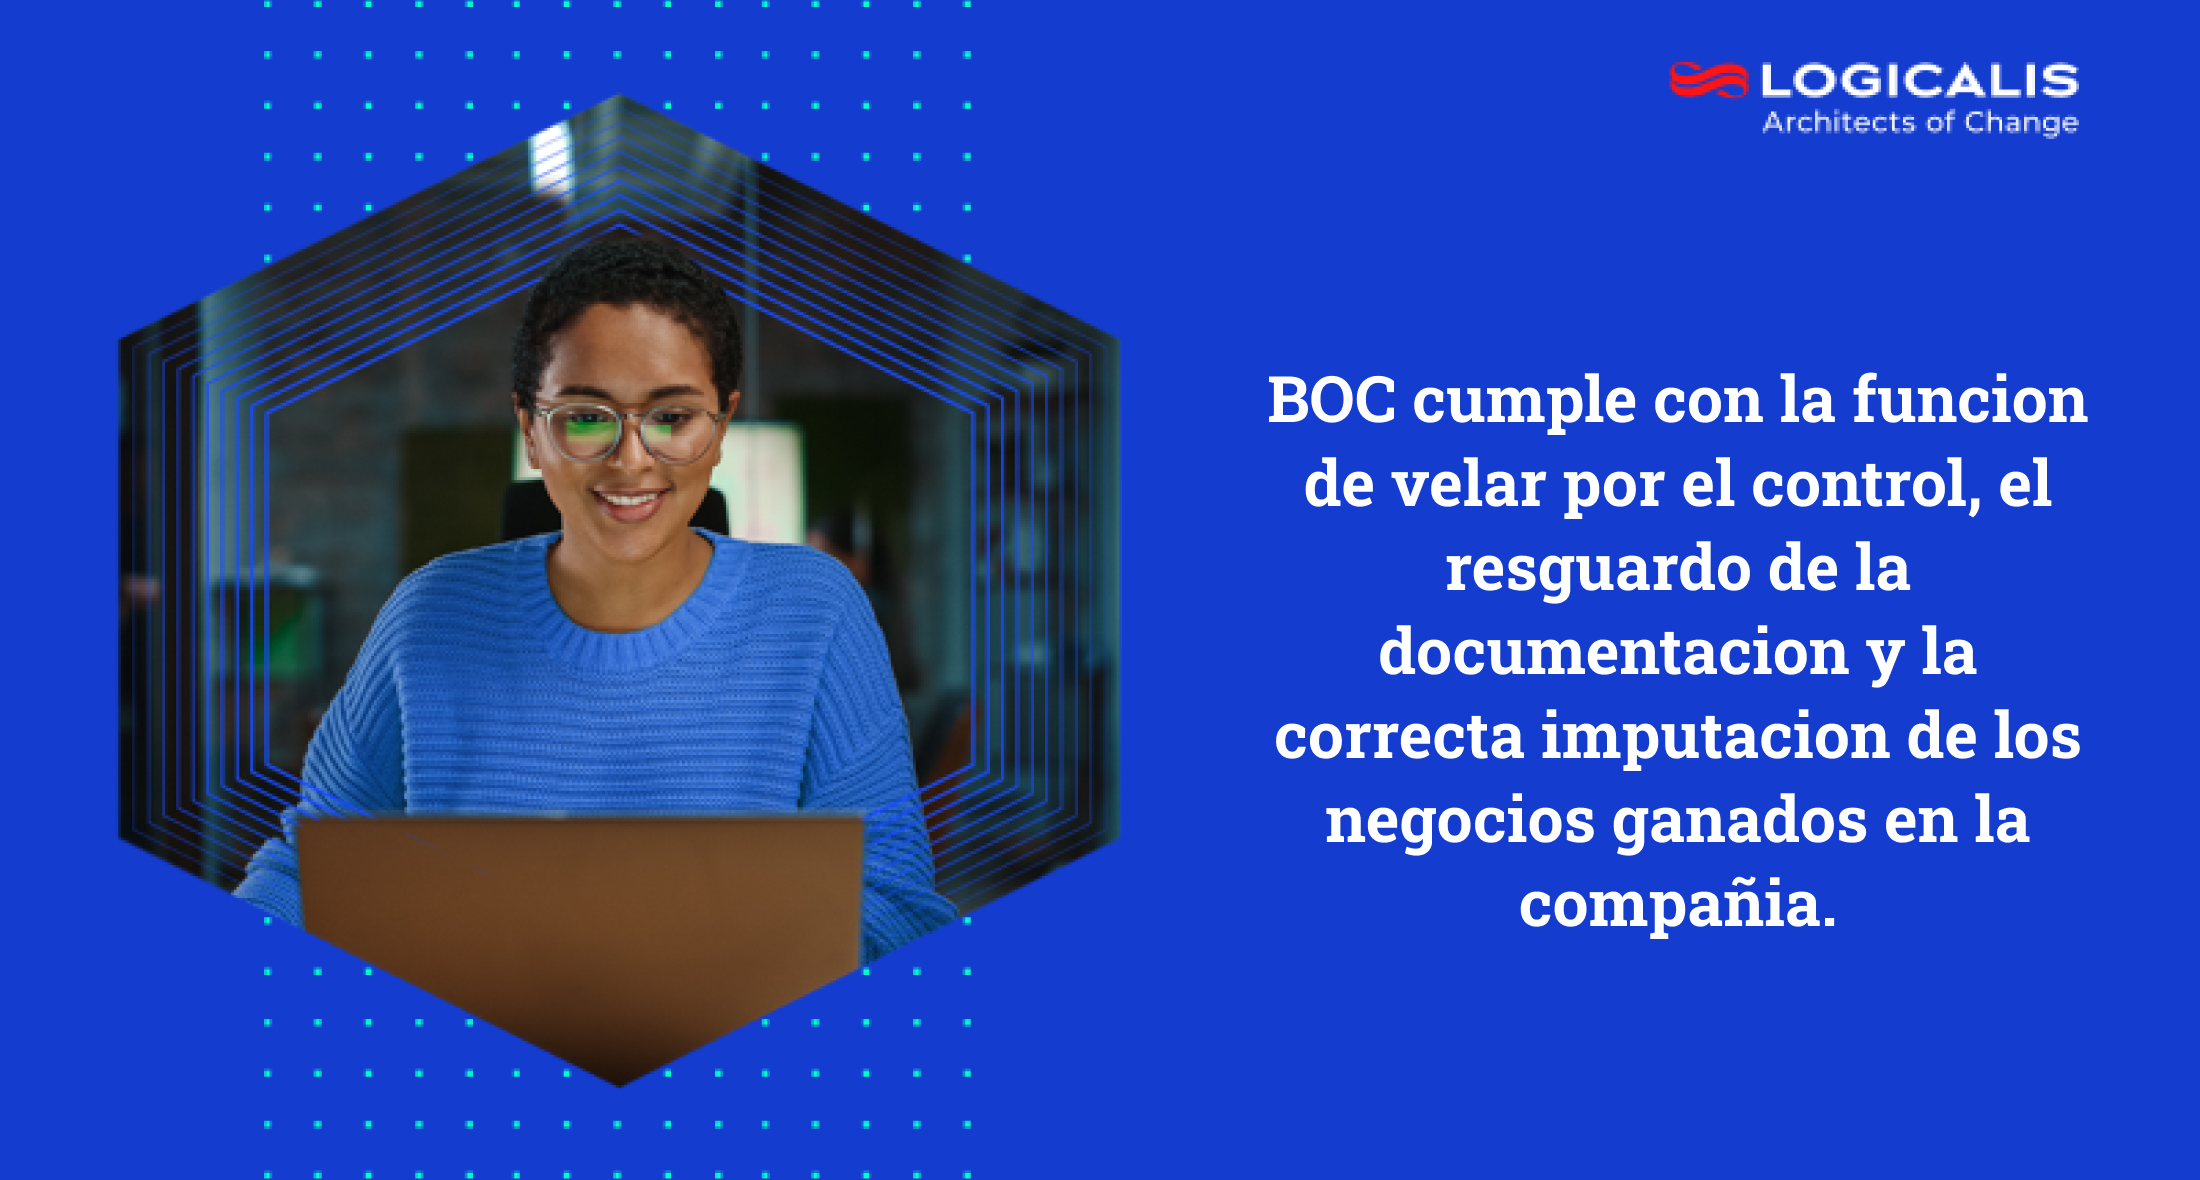 LOGICALIS
Architects of Change
BOC cumple con la funcion
de velar por el control, el
resguardo de la
documentacion y la
correcta imputacion de los
negocios ganados en la
compañia.